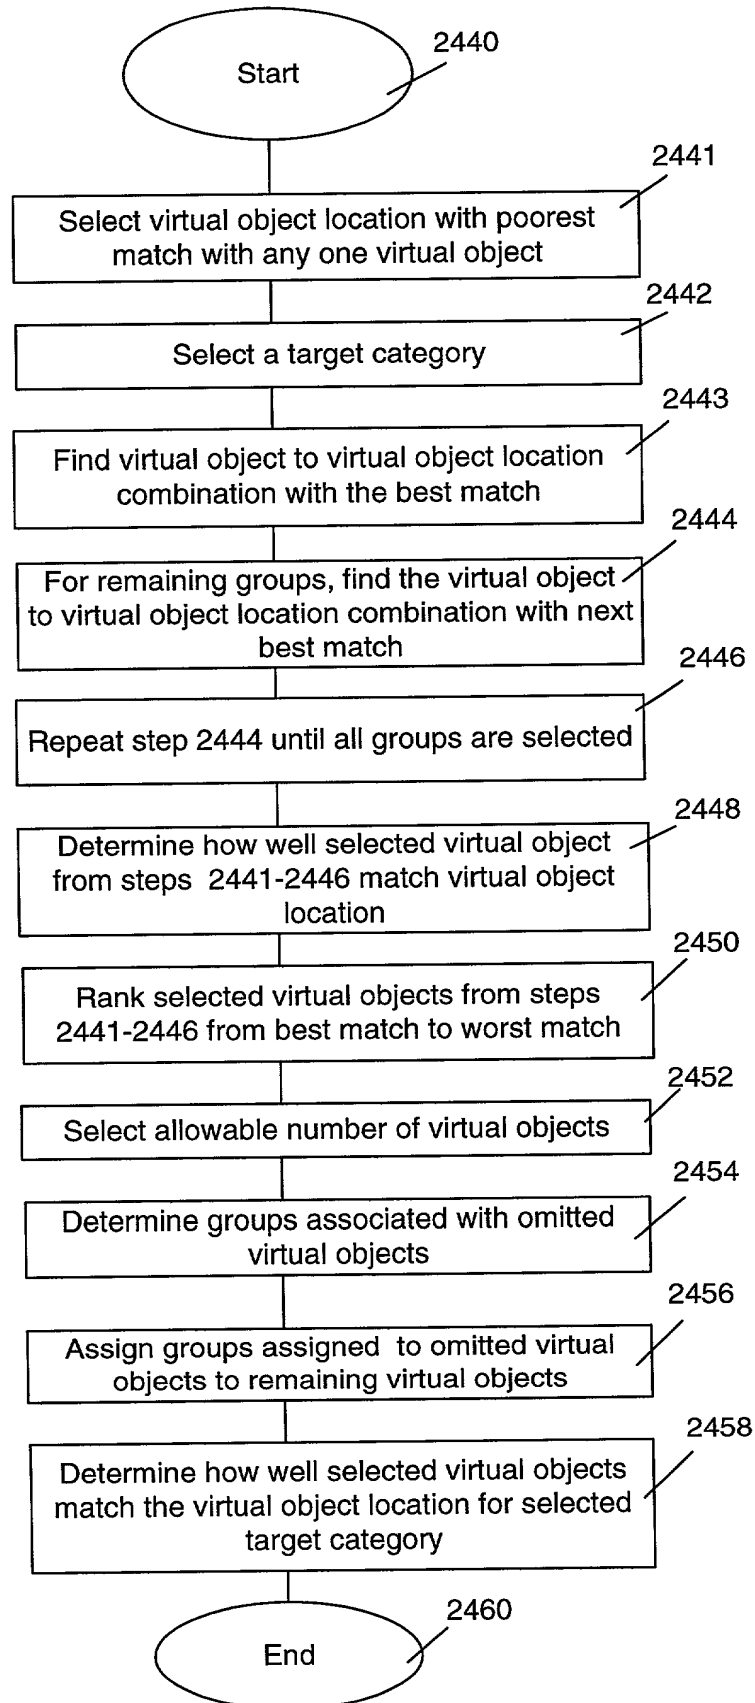 2440
Start
2441
Select virtual object location with poorest
match with any one virtual object
2442
Select a target category
2443
Find virtual object to virtual object location
combination with the best match
2444
For remaining groups, find the virtual object
to virtual object location combination with next
best match
2446
Repeat step 2444 until all groups are selected
2448
Determine how well selected virtual object
from steps 2441-2446 match virtual object
location
2450
Rank selected virtual objects from steps
2441-2446 from best match to worst match
2452
Select allowable number of virtual objects
2454
Determine groups associated with omitted
virtual objects
2456
Assign groups assigned to omitted virtual
objects to remaining virtual objects
2458
Determine how well selected virtual objects
match the virtual object location for selected
target category
2460
End